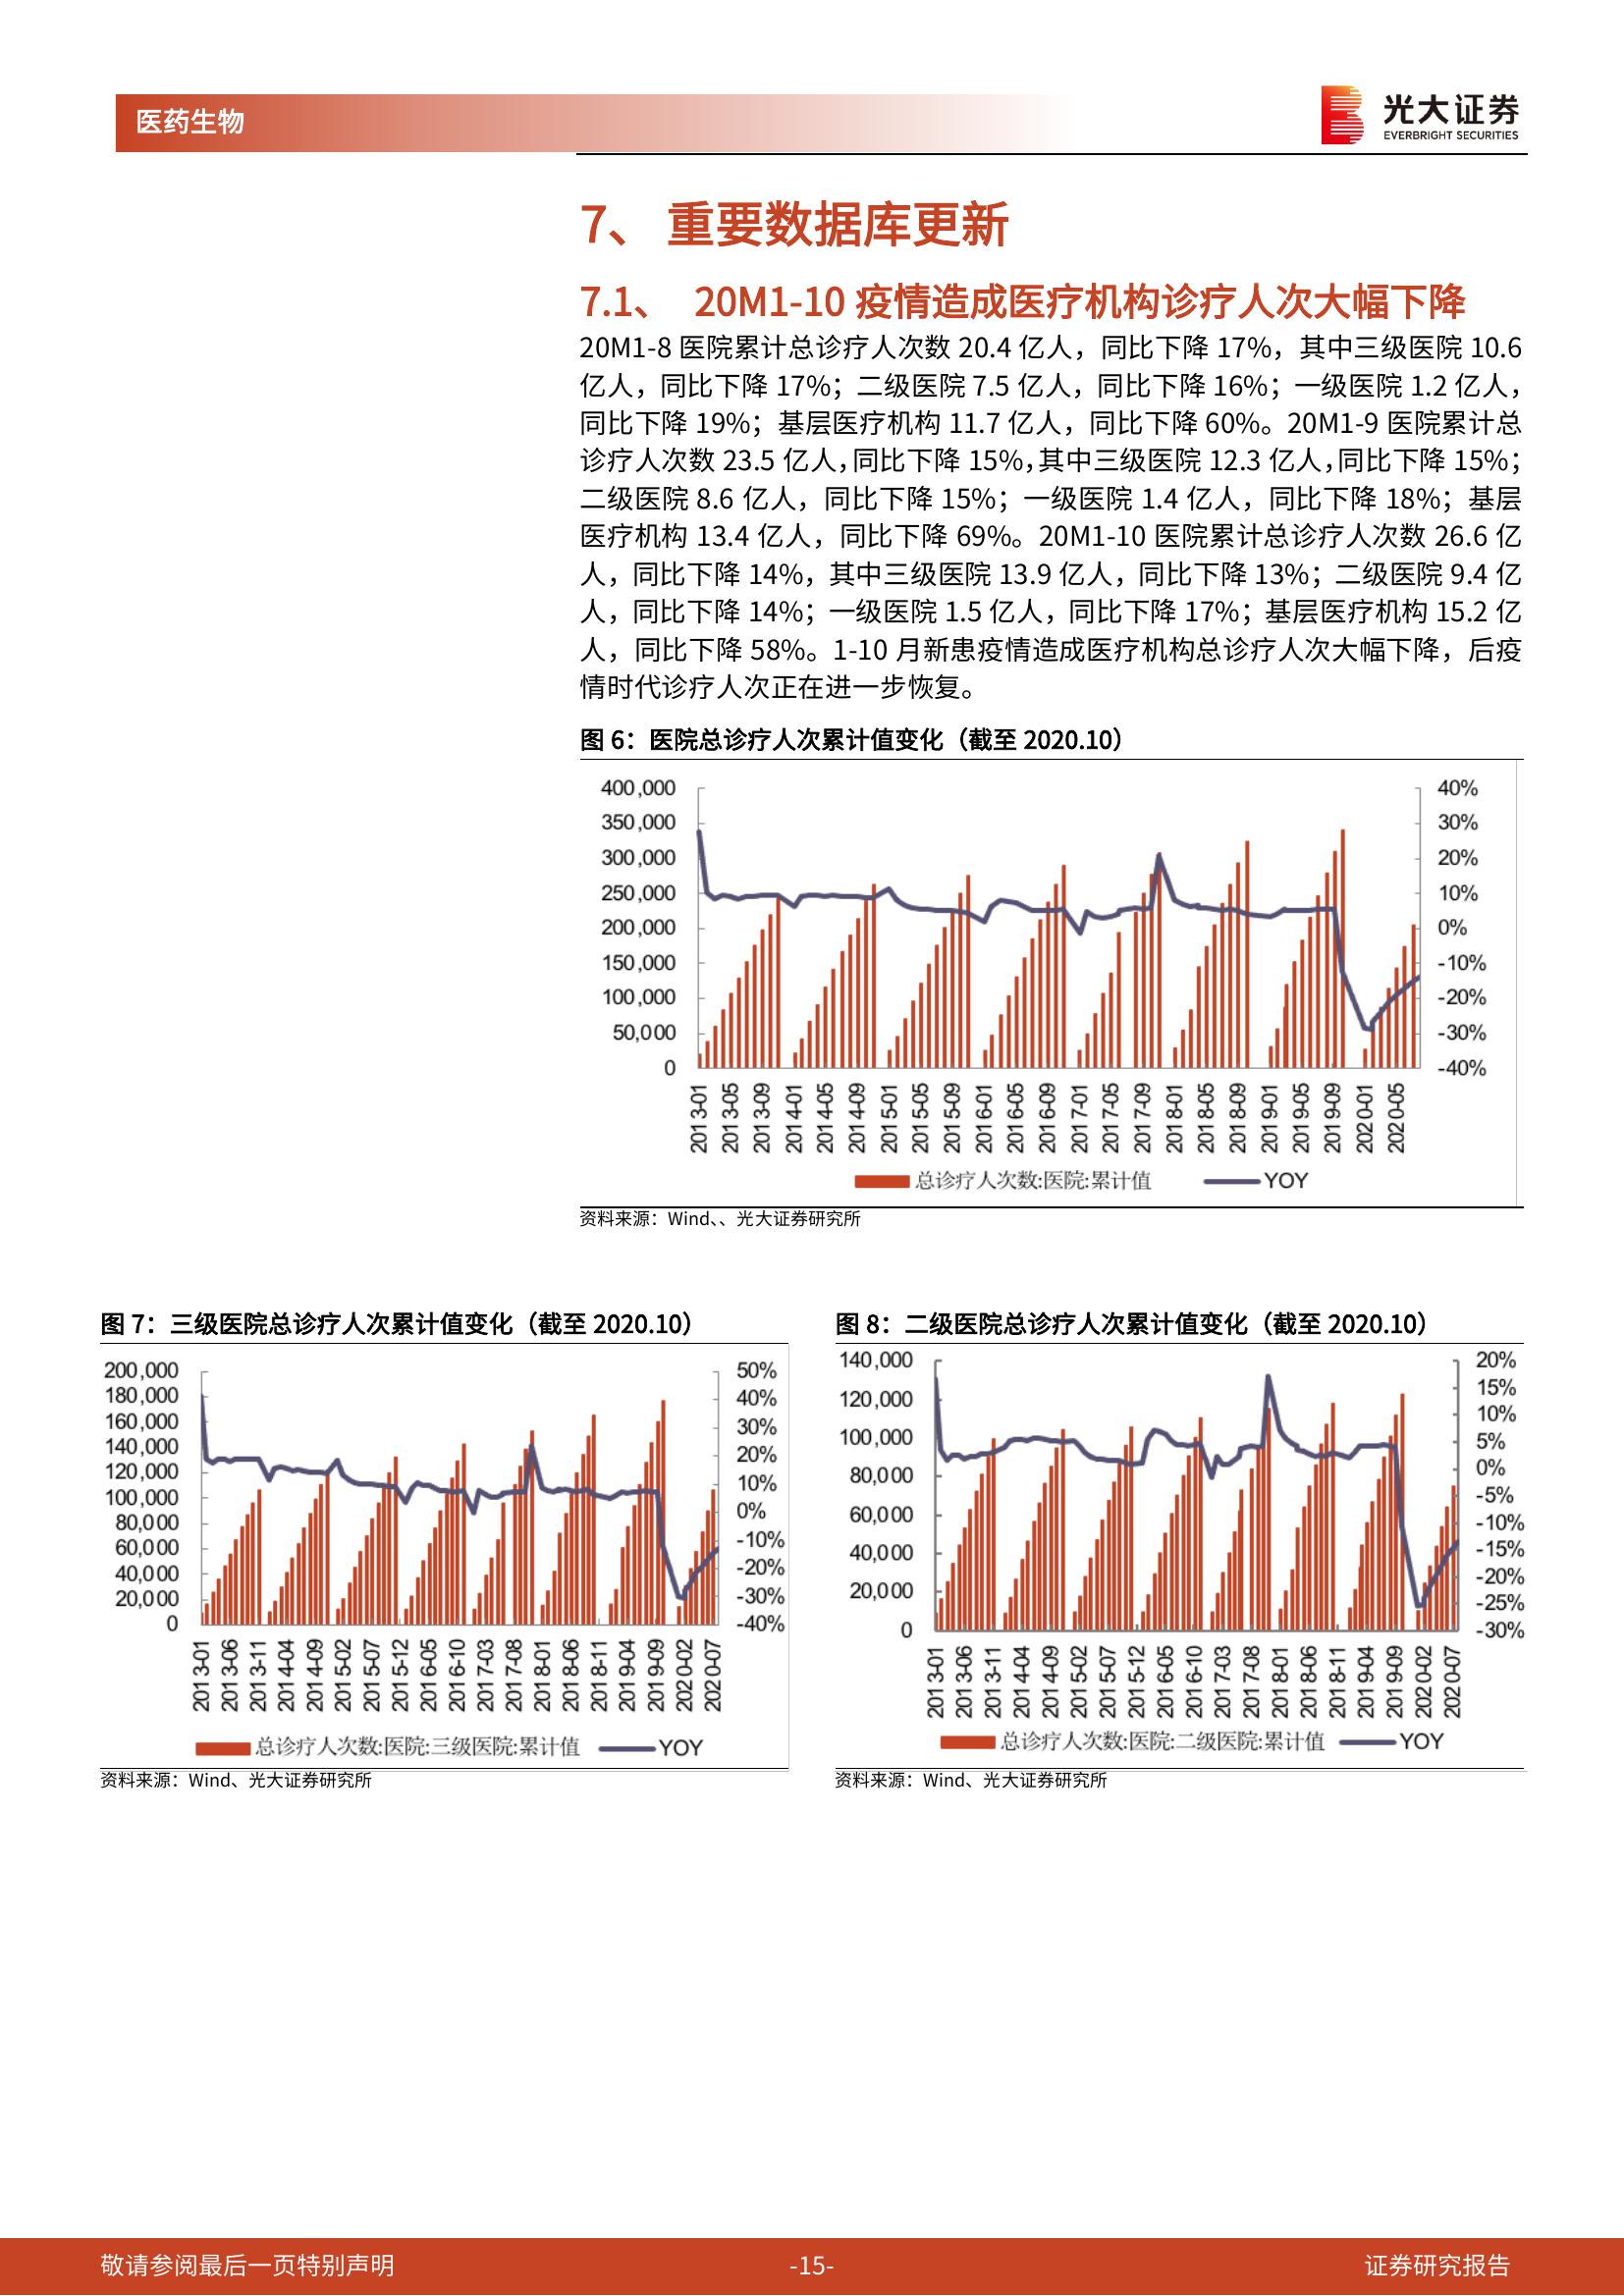 医药生物
光大证券
EVERBRIGHT SECURITIES
7、 重要数据库更新
7.1、 20M1-10 疫情造成医疗机构诊疗人次大幅下降
20M1-8 医院累计总诊疗人次数 20.4 亿人，同比下降 17%，其中三级医院 10.6
亿人，同比下降 17%；二级医院 7.5 亿人，同比下降 16%；一级医院 1.2 亿人，
同比下降 19%；基层医疗机构 11.7 亿人，同比下降 60%。20M1-9 医院累计总
诊疗人次数 23.5 亿人，同比下降 15%，其中三级医院 12.3 亿人，同比下降 15%；
二级医院 8.6 亿人，同比下降 15%；一级医院 1.4 亿人，同比下降 18%；基层
医疗机构 13.4 亿人，同比下降 69%。20M1-10 医院累计总诊疗人次数 26.6 亿
人，同比下降 14%，其中三级医院 13.9 亿人，同比下降 13%；二级医院 9.4 亿
人，同比下降 14%；一级医院 1.5 亿人，同比下降 17%；基层医疗机构 15.2 亿
人，同比下降 58%。1-10 月新患疫情造成医疗机构总诊疗人次大幅下降，后疫
情时代诊疗人次正在进一步恢复。
图 6：医院总诊疗人次累计值变化（截至 2020.10）
400,000 40%
350,000 30%
300,000 20%
250,000 10%
200,000 0%
150,000 -10%
100,000 -20%
50,000 -30%
0 -40%
2013-01 2013-05 2013-09 2014-01 2014-05 2014-09 2015-01 2015-05 2015-09 2016-01 2016-05 2016-09 2017-01 2017-05 2017-09 2018-01 2018-05 2018-09 2019-01 2019-05 2019-09 2020-01 2020-05
总诊疗人次数:医院:累计值 YOY
资料来源：Wind、、光大证券研究所
图 7：三级医院总诊疗人次累计值变化（截至 2020.10）
200,000 50%
180,000 40%
160,000 30%
140,000 20%
120,000 10%
100,000 0%
80,000 -10%
60,000 -20%
40,000 -30%
20,000 -40%
0
2013-01 2013-06 2013-11 2014-04 2014-09 2015-02 2015-07 2015-12 2016-05 2016-10 2017-03 2017-08 2018-01 2018-06 2018-11 2019-04 2019-09 2020-02 2020-07
总诊疗人次数:医院:三级医院:累计值 YOY
资料来源：Wind、光大证券研究所
图 8：二级医院总诊疗人次累计值变化（截至 2020.10）
140,000 20%
120,000 15%
100,000 10%
80,000 5%
60,000 0%
40,000 -5%
20,000 -10%
0 -15%
-20%
-25%
-30%
2013-01 2013-06 2013-11 2014-04 2014-09 2015-02 2015-07 2015-12 2016-05 2016-10 2017-03 2017-08 2018-01 2018-06 2018-11 2019-04 2019-09 2020-02 2020-07
总诊疗人次数:医院:二级医院:累计值 YOY
资料来源：Wind、光大证券研究所
敬请参阅最后一页特别声明
-15-
证券研究报告